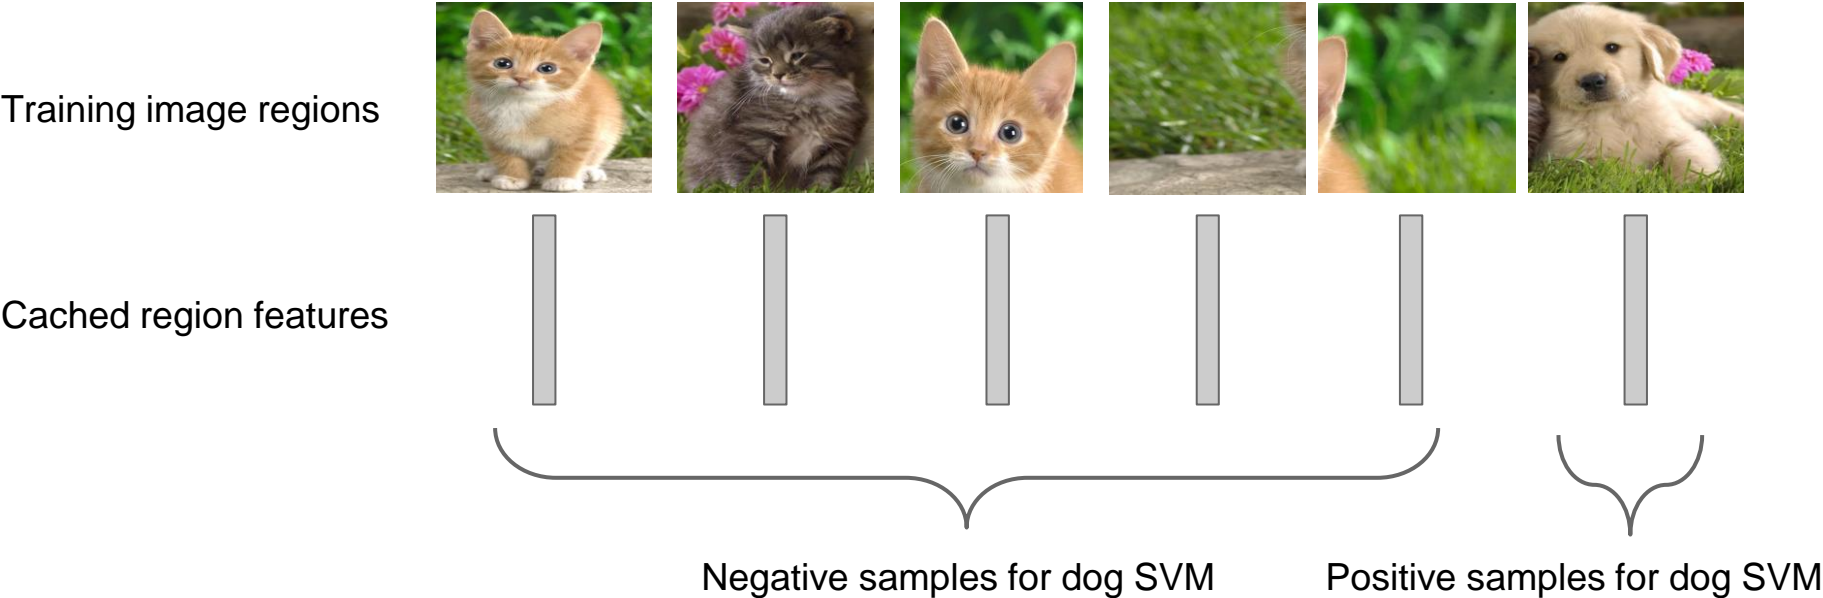 Training image regions
Cached region features
Negative samples for dog SVM
Positive samples for dog SVM